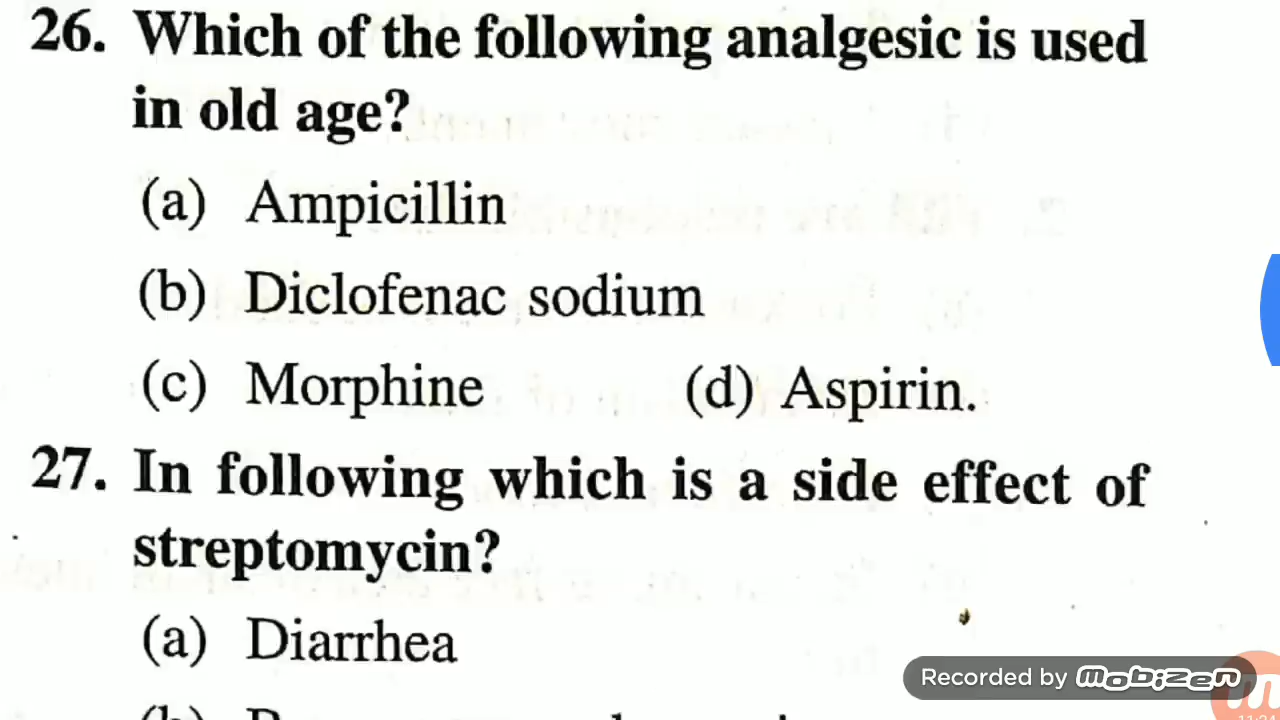 26. Which of the following analgesic is used
in old age?
(a) Ampicillin
(b) Diclofenac sodium
(c) Morphine (d) Aspirin.
27. In following which is a side effect of
streptomycin?
(a) Diarrhea
(b)
Recorded by MOBIZEN